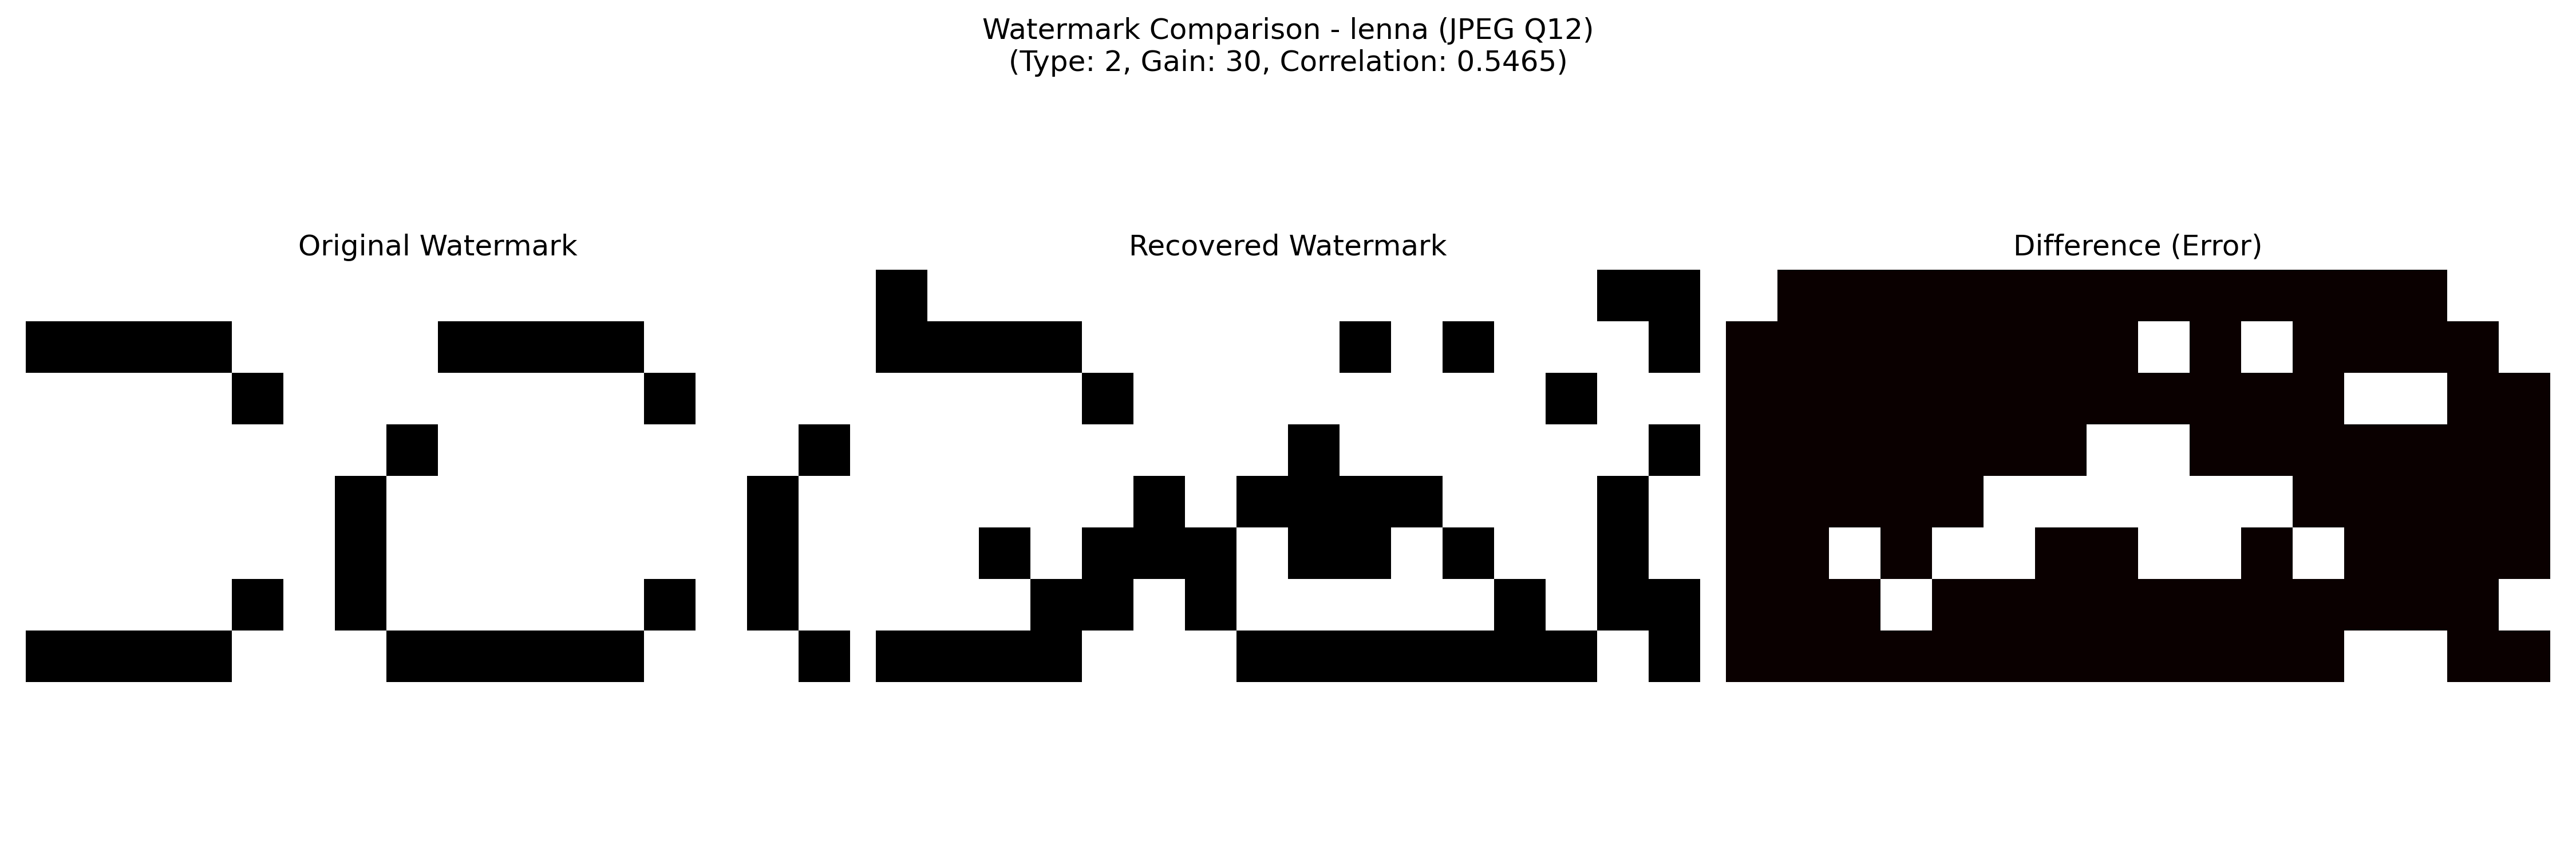 Watermark Comparison - lenna (JPEG Q12)
(Type: 2, Gain: 30, Correlation: 0.5465)
Original Watermark
Recovered Watermark
Difference (Error)